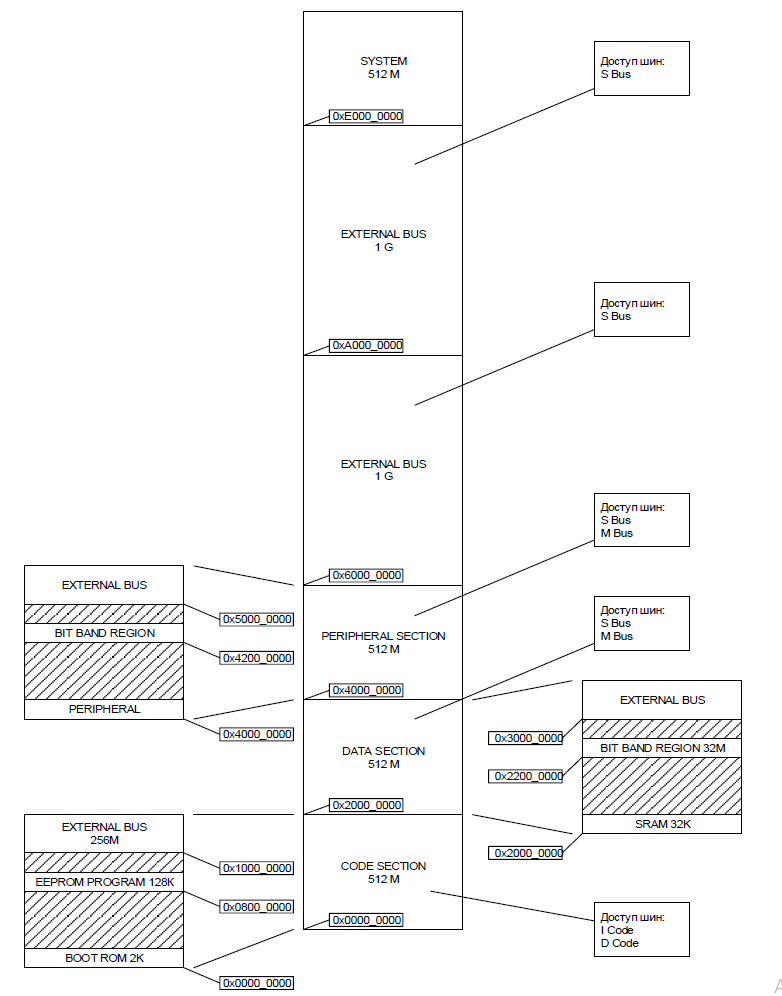 SYSTEM
512 M
0xE000_0000
Доступ шин:
S Bus
EXTERNAL BUS
1 G
0xA000_0000
Доступ шин:
S Bus
EXTERNAL BUS
1 G
0x6000_0000
Доступ шин:
S Bus
M Bus
EXTERNAL BUS
0x5000_0000
BIT BAND REGION
0x4200_0000
PERIPHERAL
0x4000_0000
PERIPHERAL SECTION
512 M
0x4000_0000
Доступ шин:
S Bus
M Bus
DATA SECTION
512 M
0x2000_0000
EXTERNAL BUS
0x3000_0000
BIT BAND REGION 32M
0x2200_0000
SRAM 32K
0x2000_0000
EXTERNAL BUS
256M
0x1000_0000
EEPROM PROGRAM 128K
0x0800_0000
BOOT ROM 2K
0x0000_0000
CODE SECTION
512 M
0x0000_0000
Доступ шин:
I Code
D Code